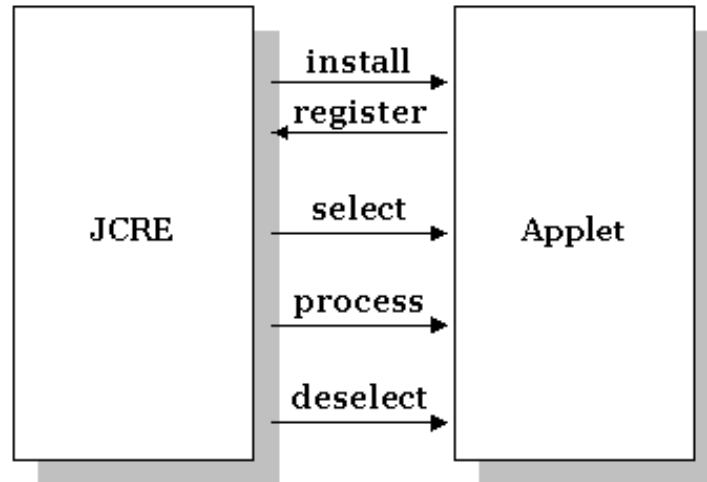 install
register
select
JCRE
Applet
process
deselect